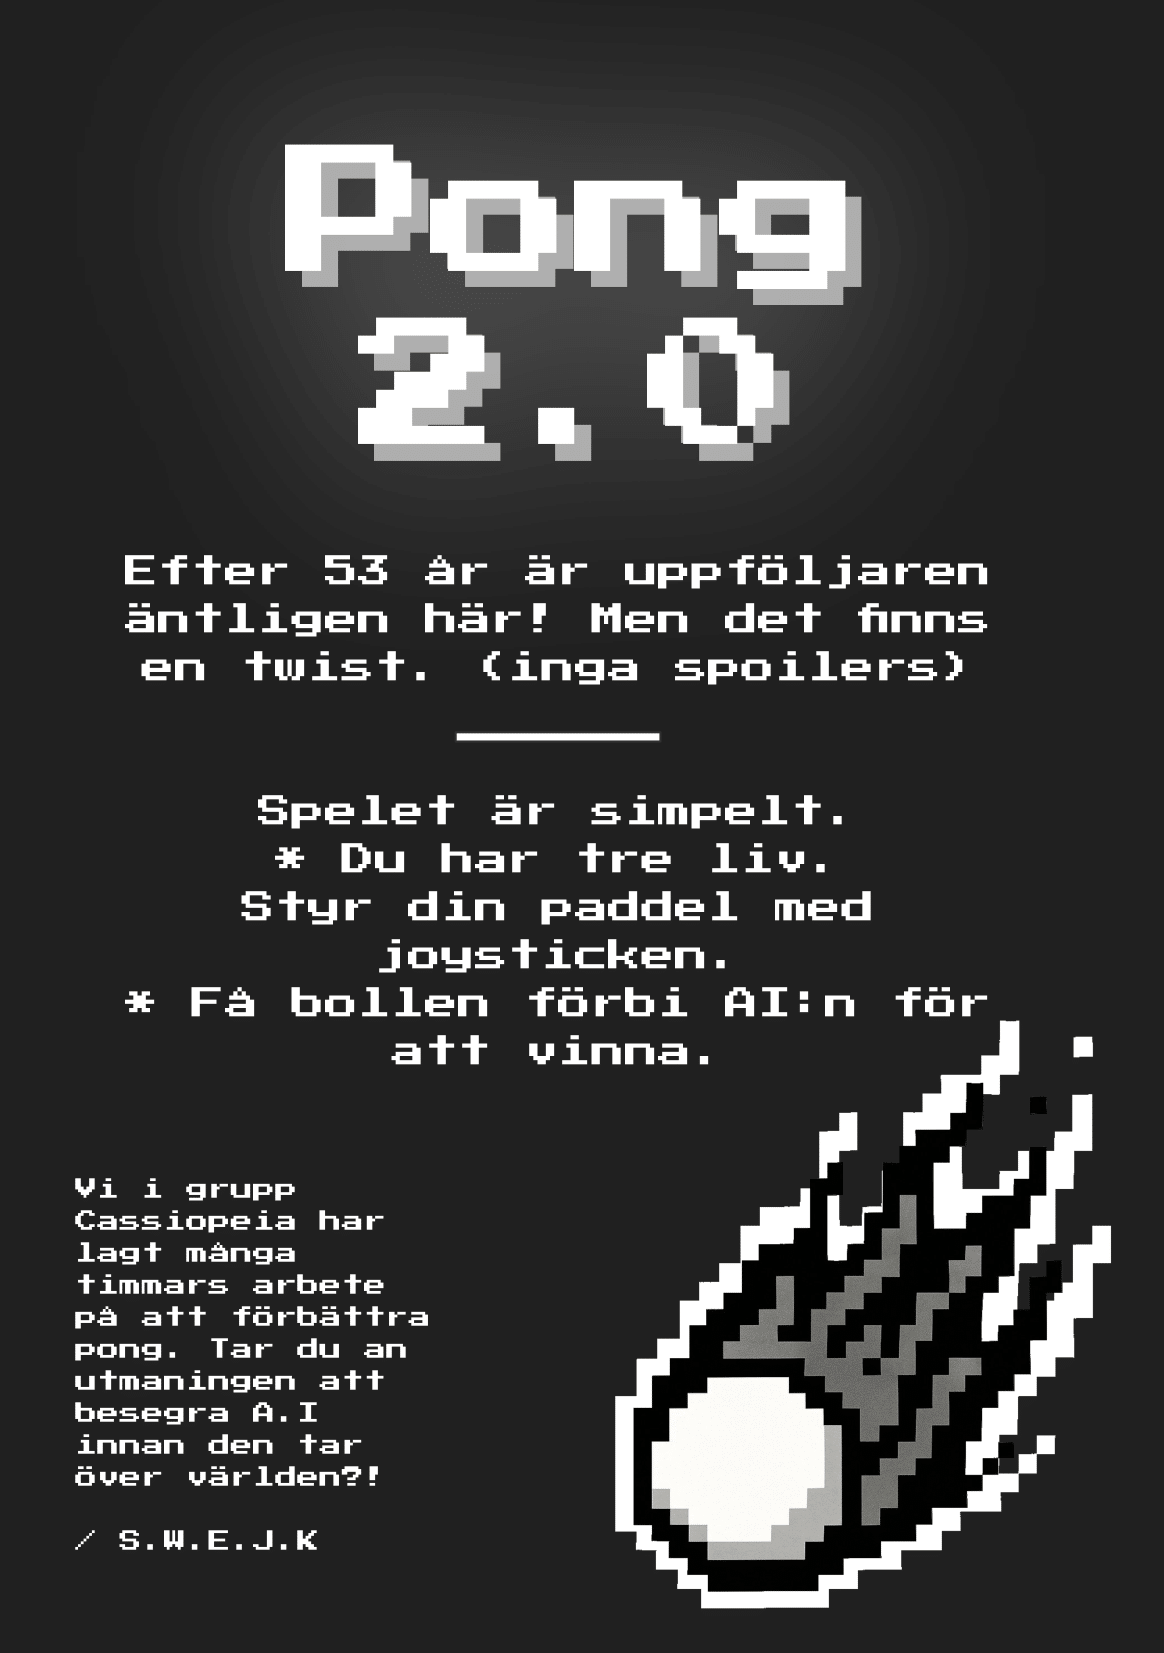 Pong
2.0
Efter 53 år är uppföljaren
äntligen här! Men det finns
en twist. (inga spoilers)
Spelet är simpelt.
* Du har tre liv.
Styr din paddel med
joysticken.
* Få bollen förbi AI:n för
att vinna.
Vi i grupp
Cassiopeia har
lagt många
timmars arbete
på att förbättra
pong. Tar du an
utmaningen att
besegra A.I
innan den tar
över världen?!
/ S.W.E.J.K